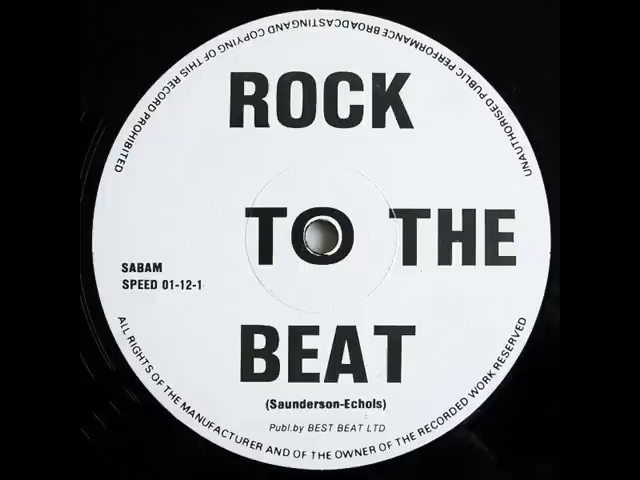 UNAUTHORISED PUBLIC PERFORMANCE BROADCASTING AND COPYING OF THIS RECORD PROHIBITED
ROCK
TO THE
SABAM
SPEED 01-12-1
BEAT
(Saunderson-Echols)
Publ.by BEST BEAT LTD
ALL RIGHTS OF THE MANUFACTURER AND OF THE OWNER OF THE RECORDED WORK RESERVED